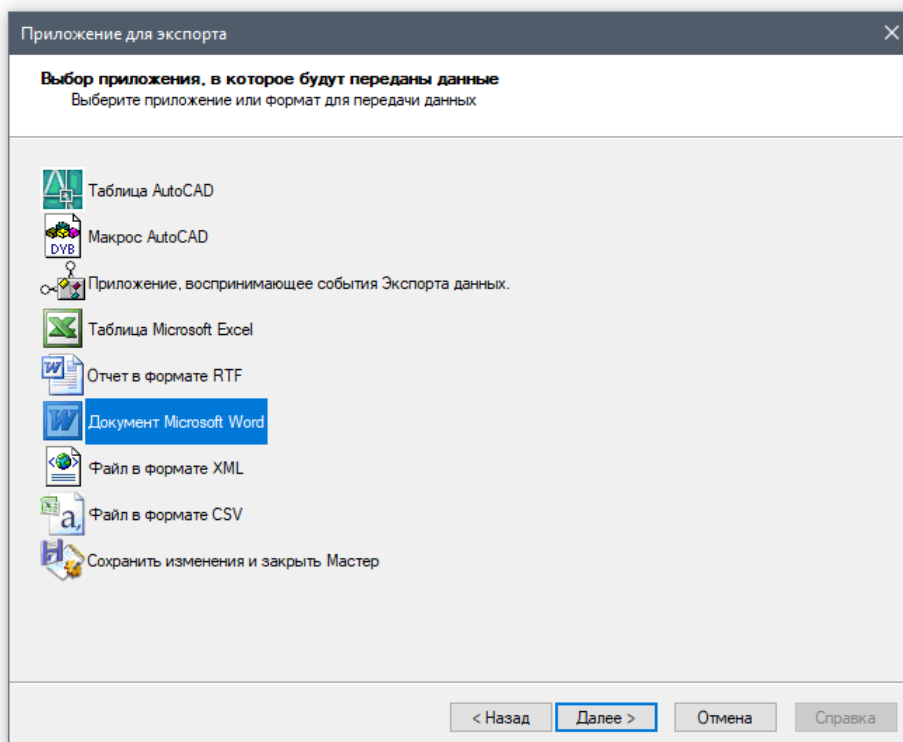 Приложение для экспорта
Выбор приложения, в которое будут переданы данные
Выберите приложение или формат для передачи данных
Таблица AutoCAD
DVB
Макрос AutoCAD
Приложение, воспринимающее события Экспорта данных.
Таблица Microsoft Excel
Отчет в формате RTF
Документ Microsoft Word
Файл в формате XML
a, Файл в формате CSV
Сохранить изменения и закрыть Мастер
< Назад Далее > Отмена Справка